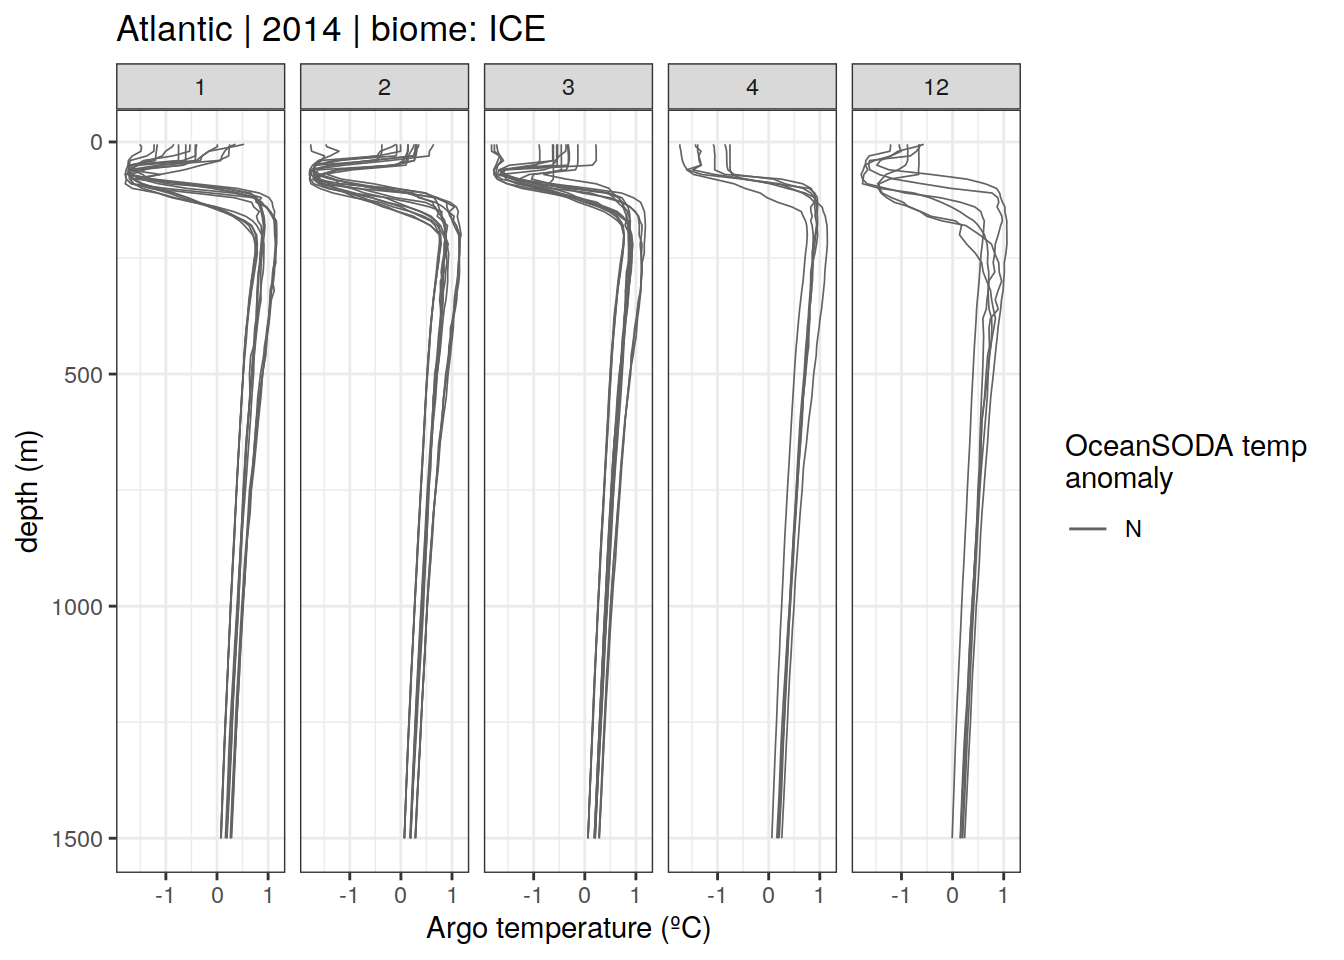 Atlantic | 2014 | biome: ICE
1 2 3 4 12
0
500
1000
1500
depth (m)
-1 0 1 -1 0 1 -1 0 1 -1 0 1 -1 0 1
Argo temperature (ºC)
OceanSODA temp
anomaly
N